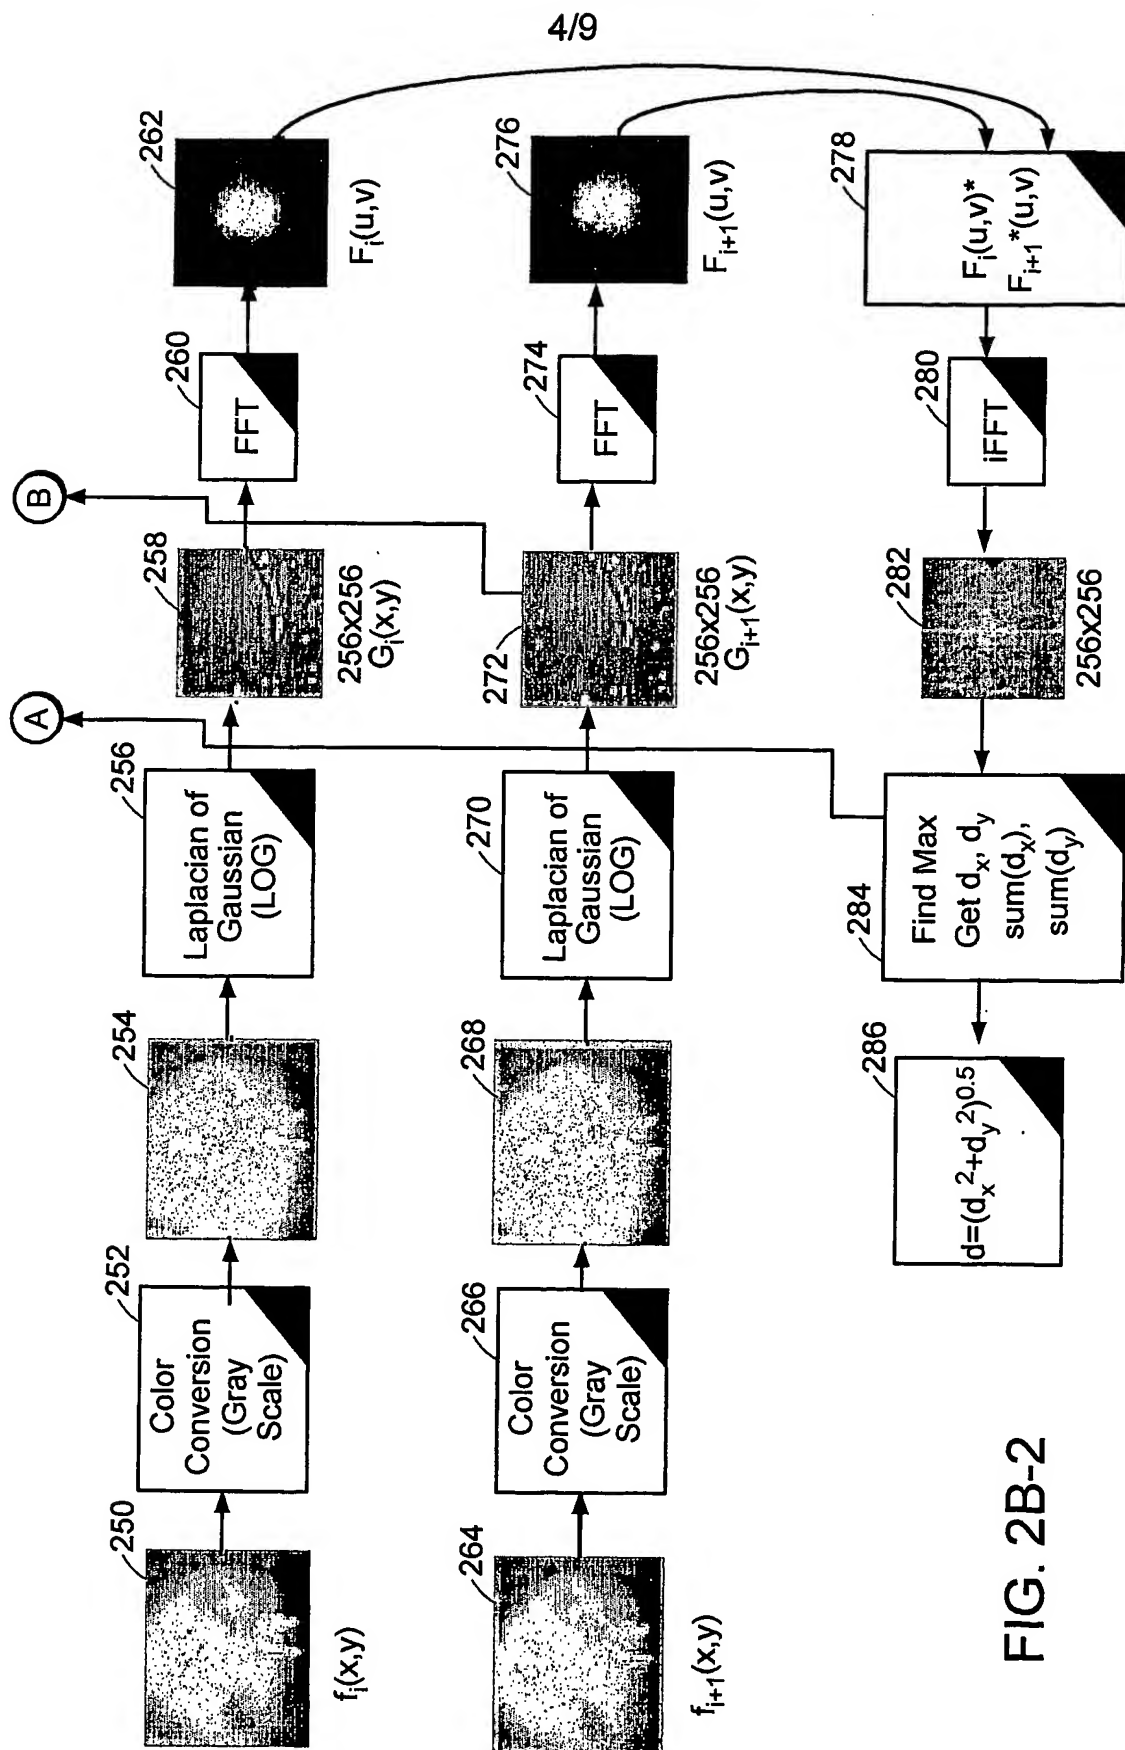 4/9
A
B
250
252
254
256
258
260
262
Color
Conversion
(Gray
Scale)
Laplacian of
Gaussian
(LOG)
FFT
f_i(x,y)
256x256
G_i(x,y)
F_i(u,v)
264
266
268
270
272
274
276
Color
Conversion
(Gray
Scale)
Laplacian of
Gaussian
(LOG)
FFT
f_{i+1}(x,y)
256x256
G_{i+1}(x,y)
F_{i+1}(u,v)
286
284
282
280
278
d=(d_x^2+d_y^2)^{0.5}
Find Max
Get d_x, d_y
sum(d_x),
sum(d_y)
256x256
iFFT
F_i(u,v)*
F_{i+1}*(u,v)
FIG. 2B-2